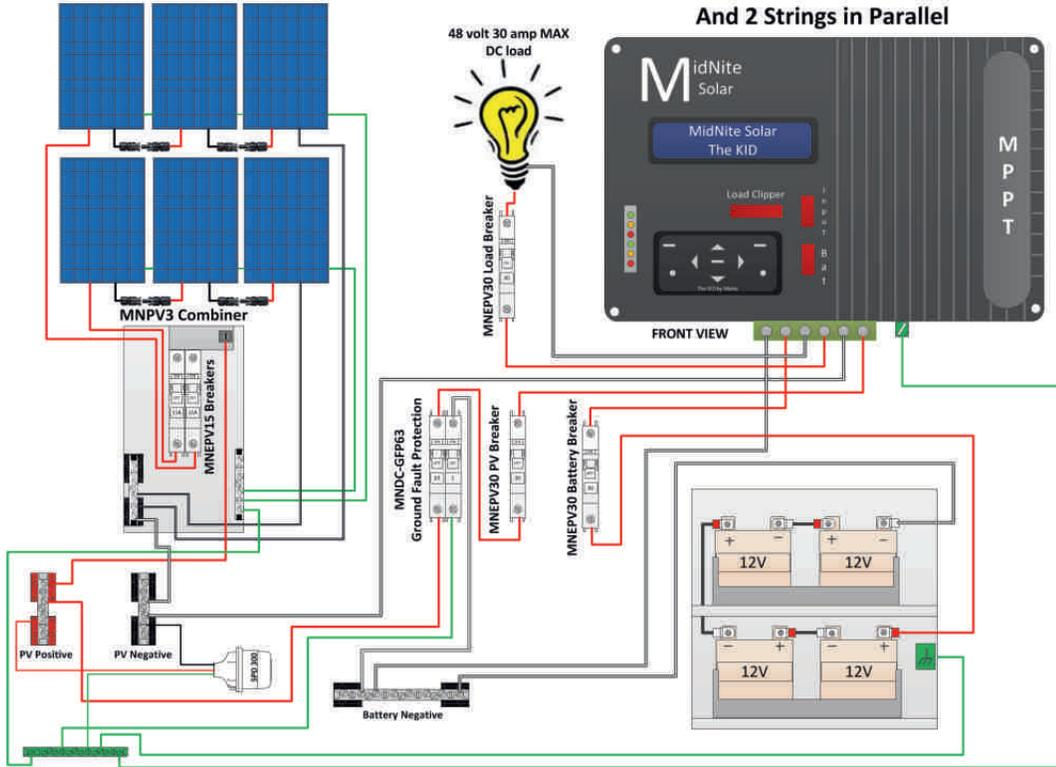 And 2 Strings in Parallel
48 volt 30 amp MAX
DC load
MidNite
Solar
MidNite Solar
The KID
Load Clipper
Input
Bat
MPPT
MNEPV30 Load Breaker
FRONT VIEW
MNPV3 Combiner
MNEPV15 Breakers
MNDC-GFP63
Ground Fault Protection
MNEPV30 PV Breaker
MNEPV30 Battery Breaker
+
-
+
-
12V
12V
-
+
-
+
12V
12V
PV Positive
PV Negative
SPD 300
Battery Negative